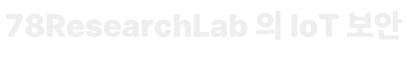 78ResearchLab 의 IoT 보안